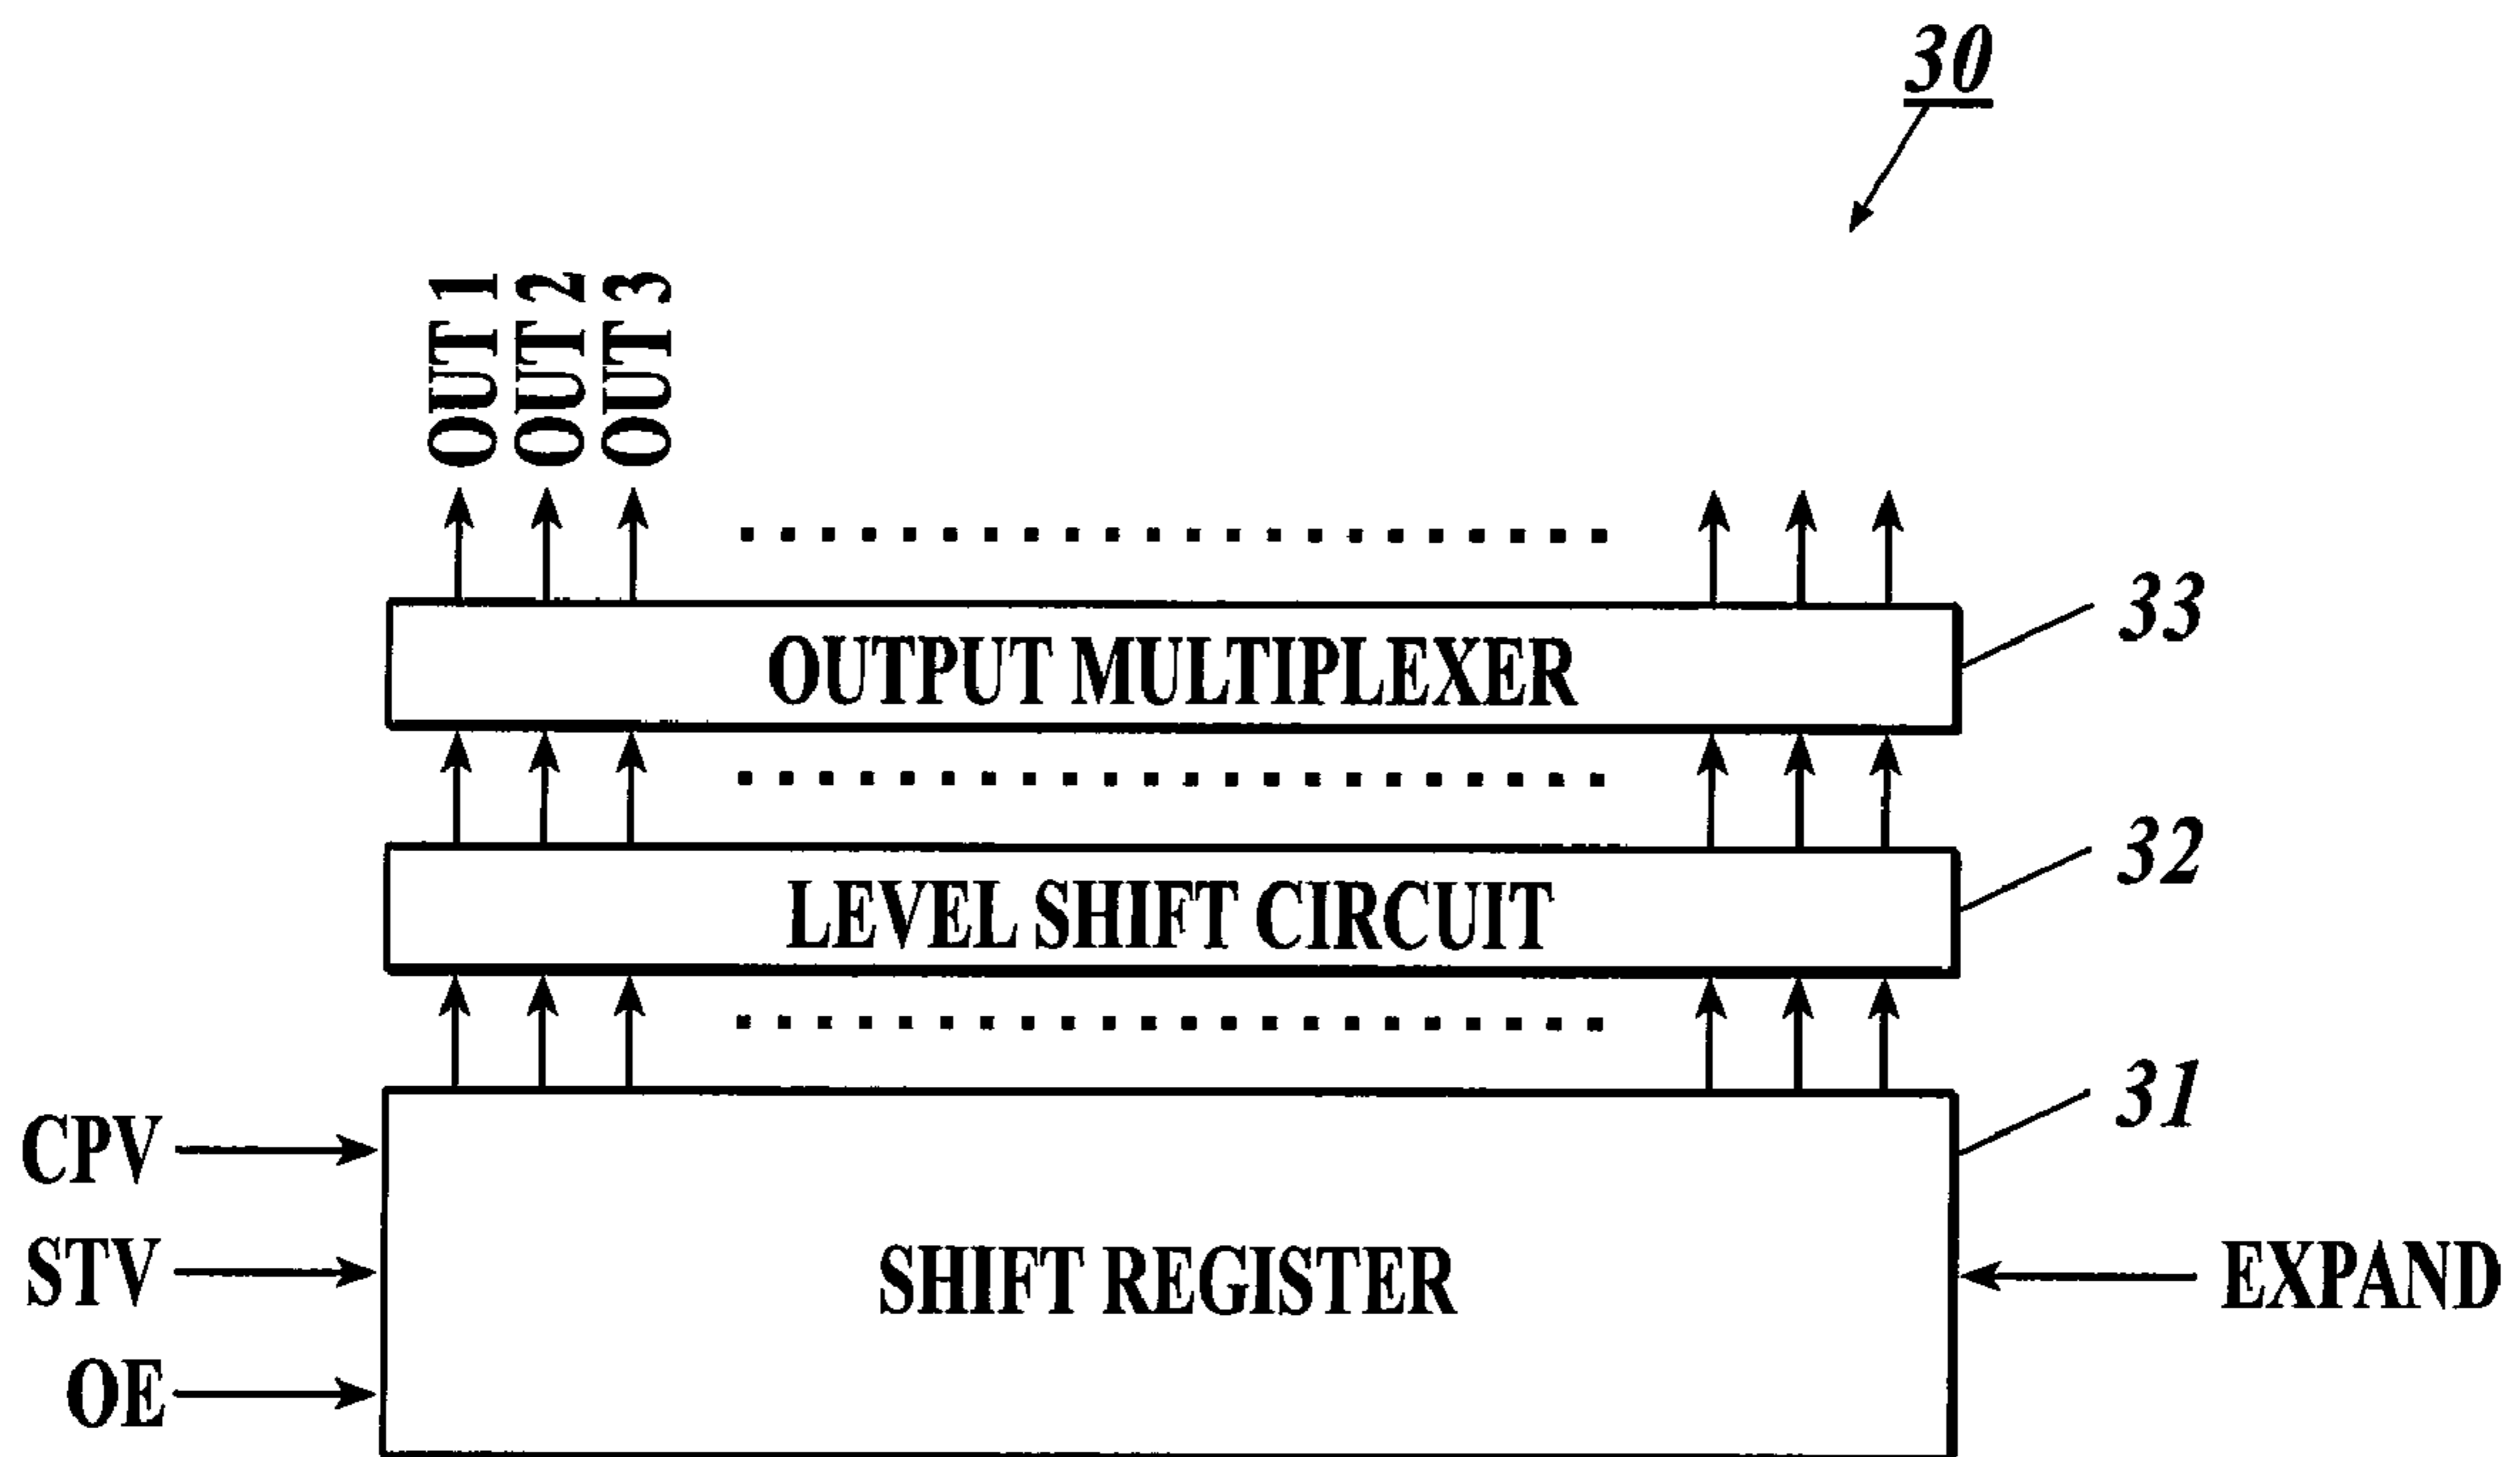 30
OUT 1
OUT 2
OUT 3
OUTPUT MULTIPLEXER
33
LEVEL SHIFT CIRCUIT
32
31
CPV
STV
OE
SHIFT REGISTER
EXPAND